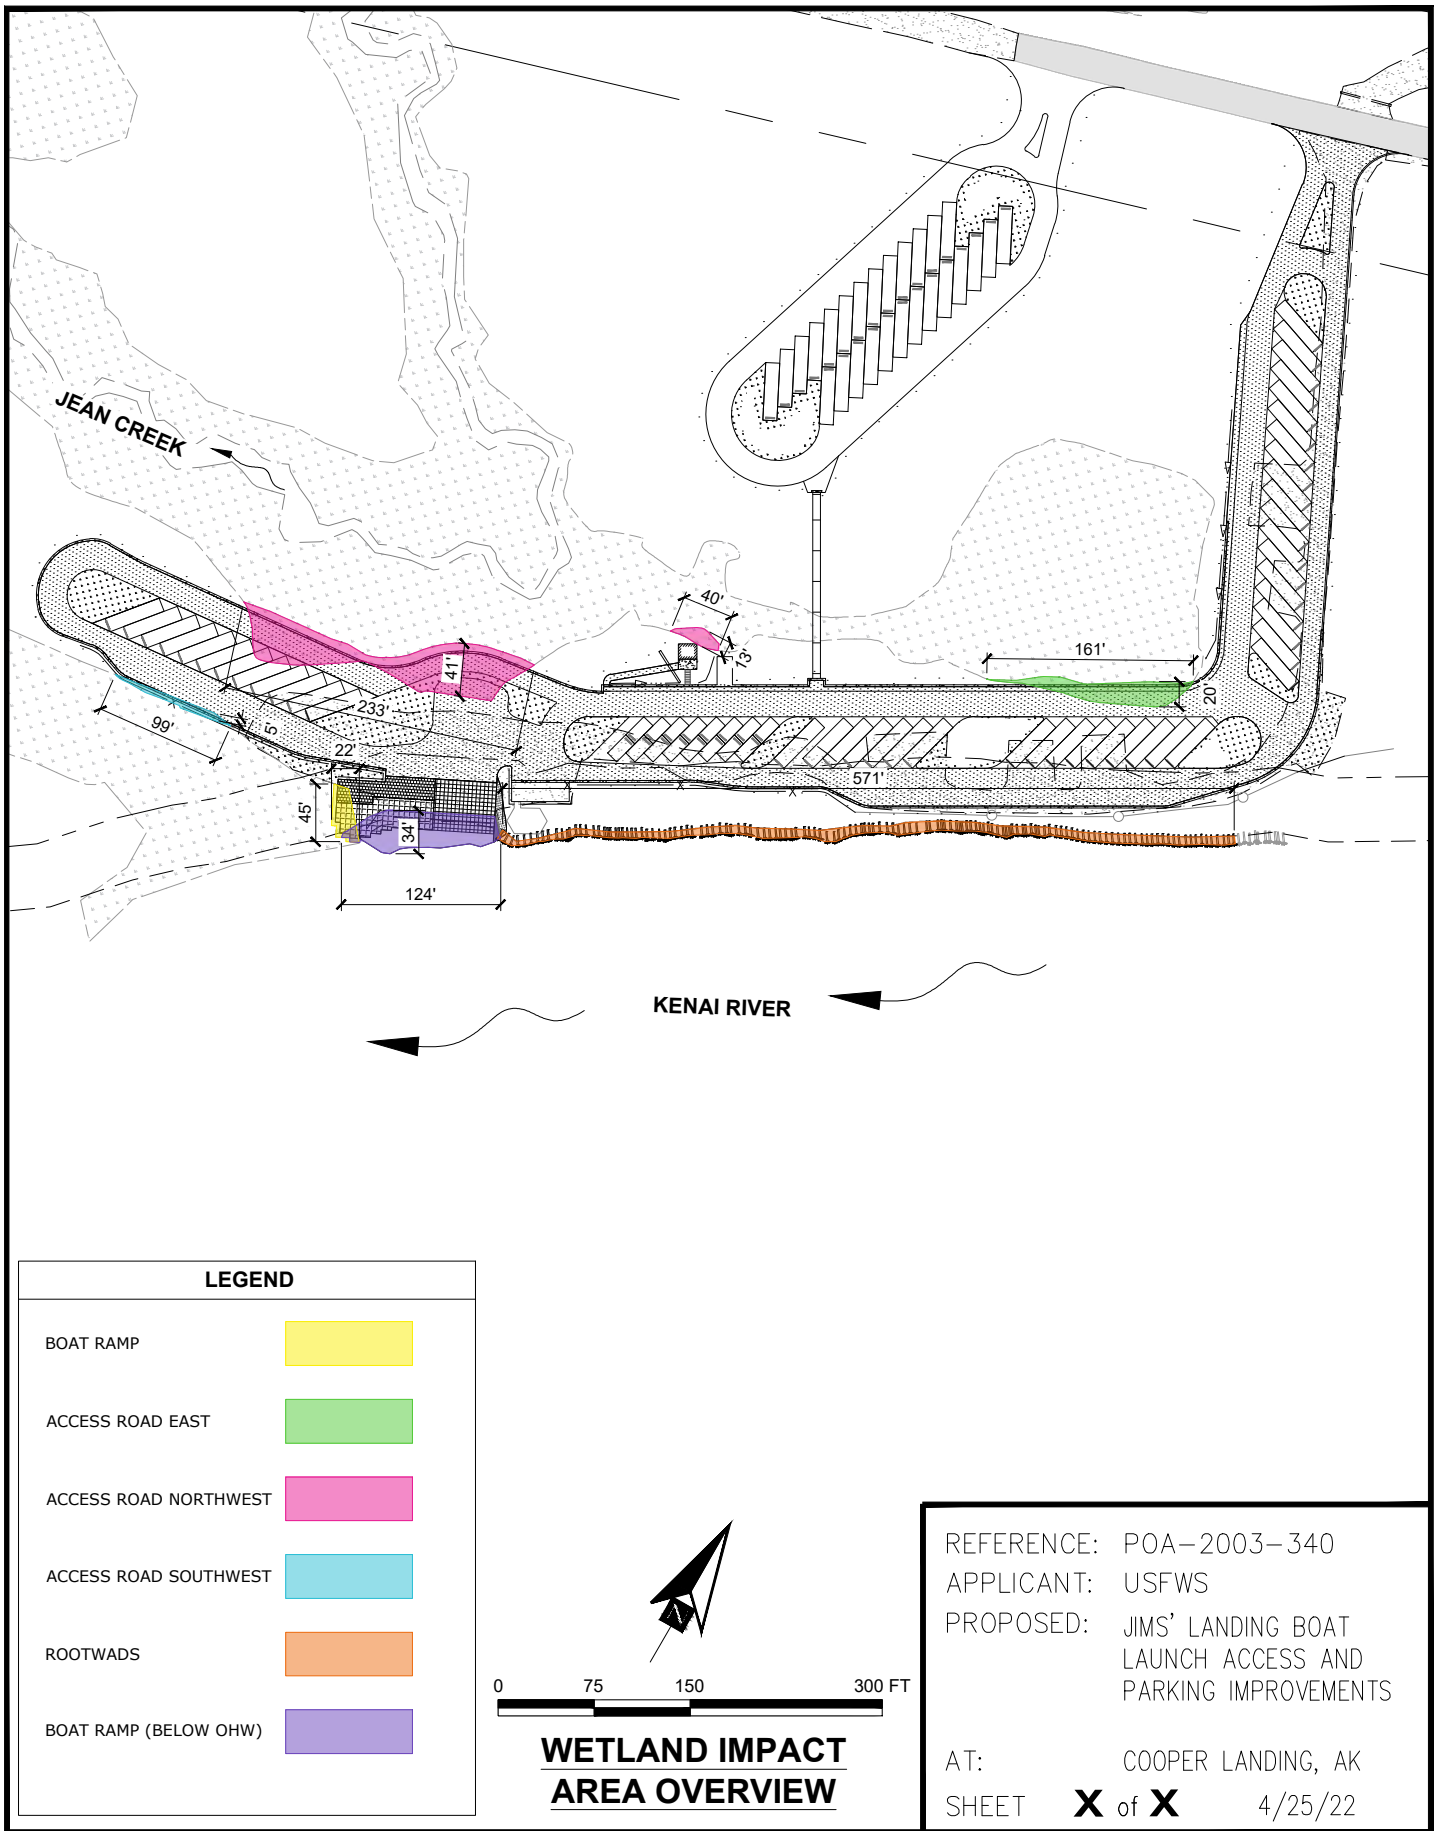 JEAN CREEK
40'
13'
161'
20'
41'
233'
99'
5'
22'
45'
34'
571'
124'
KENAI RIVER
LEGEND
BOAT RAMP
ACCESS ROAD EAST
ACCESS ROAD NORTHWEST
ACCESS ROAD SOUTHWEST
ROOTWADS
BOAT RAMP (BELOW OHW)
N
0 75 150 300 FT
WETLAND IMPACT
AREA OVERVIEW
REFERENCE: POA-2003-340
APPLICANT: USFWS
PROPOSED: JIMS' LANDING BOAT
LAUNCH ACCESS AND
PARKING IMPROVEMENTS
AT: COOPER LANDING, AK
SHEET X of X 4/25/22